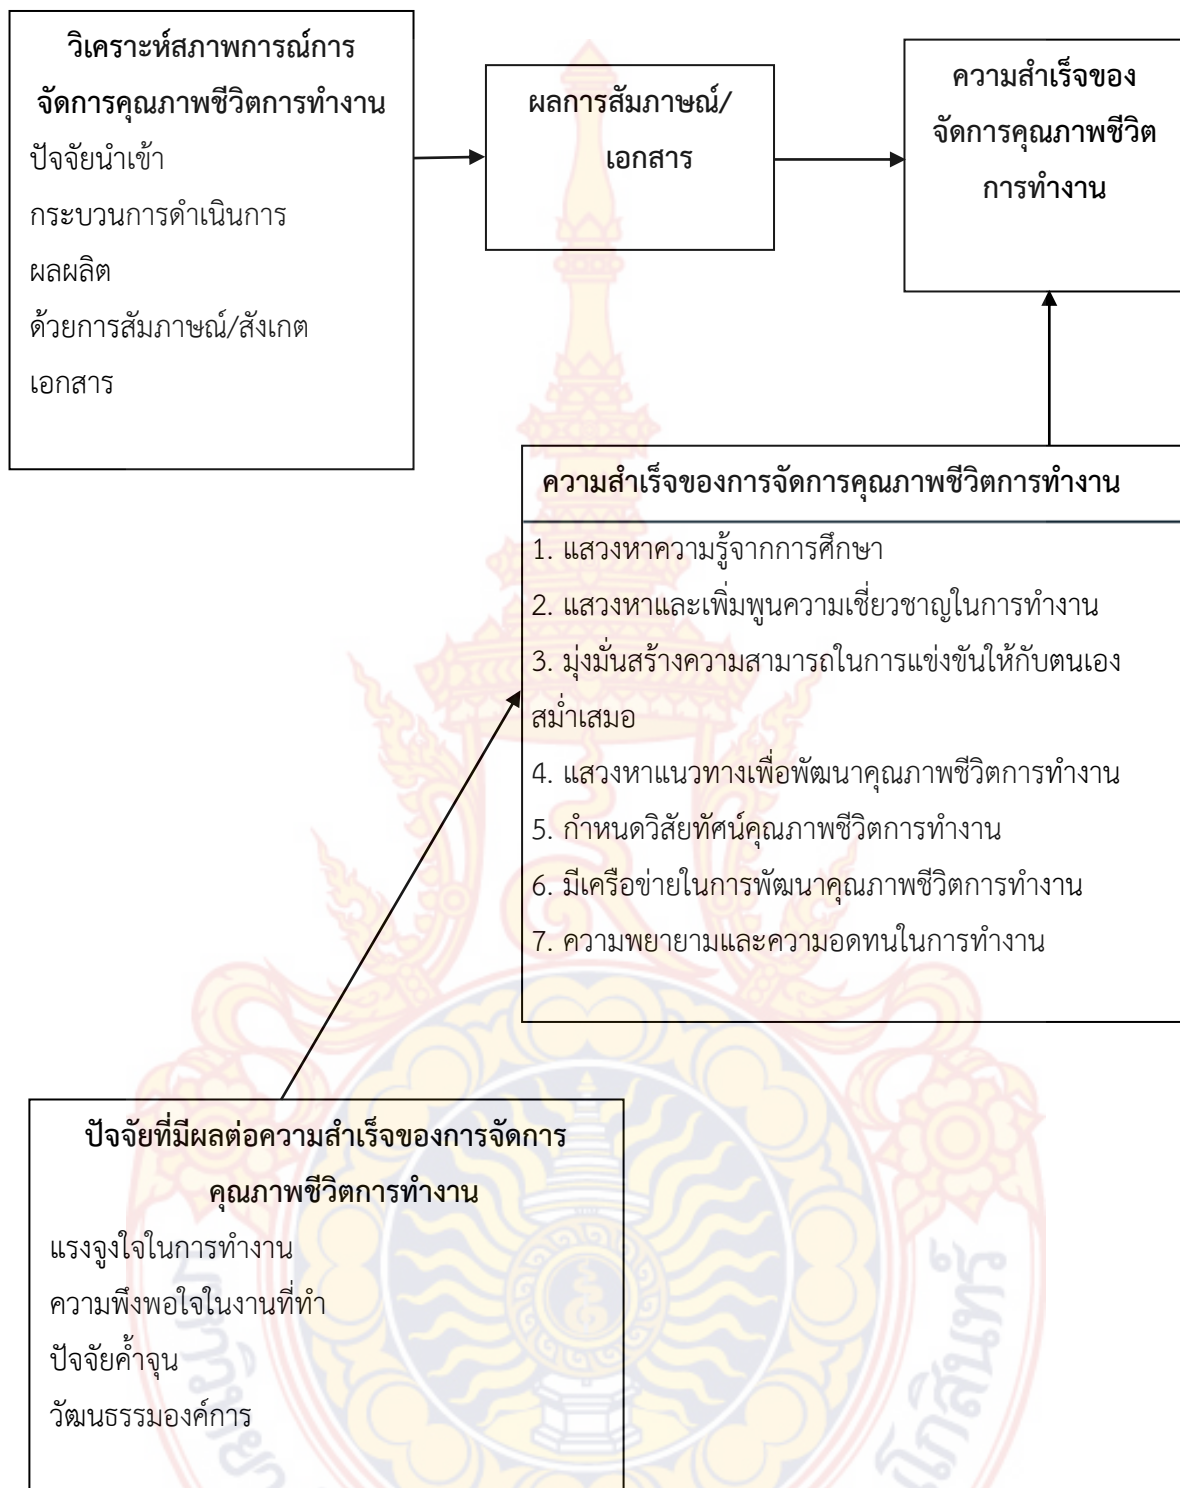 วิเคราะห์สภาพการณ์การ
จัดการคุณภาพชีวิตการทำงาน
ปัจจัยนำเข้า
กระบวนการดำเนินการ
ผลผลิต
ด้วยการสัมภาษณ์/สังเกต
เอกสาร
ผลการสัมภาษณ์/
เอกสาร
ความสำเร็จของ
จัดการคุณภาพชีวิต
การทำงาน
ความสำเร็จของการจัดการคุณภาพชีวิตการทำงาน
1. แสวงหาความรู้จากการศึกษา
2. แสวงหาและเพิ่มพูนความเชี่ยวชาญในการทำงาน
3. มุ่งมั่นสร้างความสามารถในการแข่งขันให้กับตนเอง
สม่ำเสมอ
4. แสวงหาแนวทางเพื่อพัฒนาคุณภาพชีวิตการทำงาน
5. กำหนดวิสัยทัศน์คุณภาพชีวิตการทำงาน
6. มีเครือข่ายในการพัฒนาคุณภาพชีวิตการทำงาน
7. ความพยายามและความอดทนในการทำงาน
ปัจจัยที่มีผลต่อความสำเร็จของการจัดการ
คุณภาพชีวิตการทำงาน
แรงจูงใจในการทำงาน
ความพึงพอใจในงานที่ทำ
ปัจจัยค้ำจุน
วัฒนธรรมองค์การ